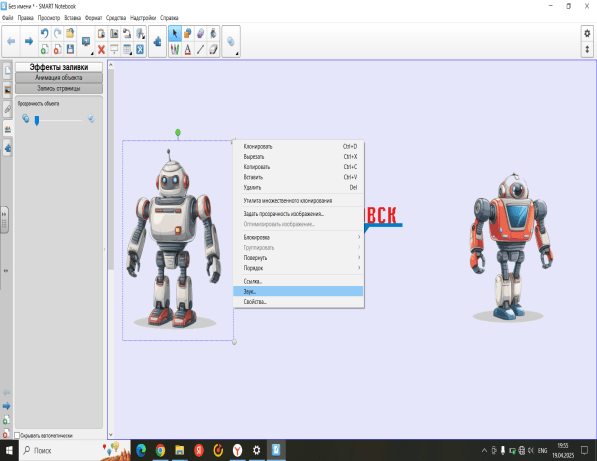 Без имени * - SMART Notebook
Файл Правка Просмотр Вставка Формат Средства Надстройки Справка
Эффекты заливки
Анимация объекта
Запись страницы
Прозрачность объекта
Клонировать Ctrl+D
Вырезать Ctrl+X
Копировать Ctrl+C
Вставить Ctrl+V
Удалить Del
Утилита множественного клонирования
Задать прозрачность изображения...
Оптимизировать изображение...
Блокировка
Группировать
Повернуть
Порядок
Ссылка...
Звук...
Свойства...
ВСК
Скрывать автоматически
Поиск
ENG
19:55
19.04.2025